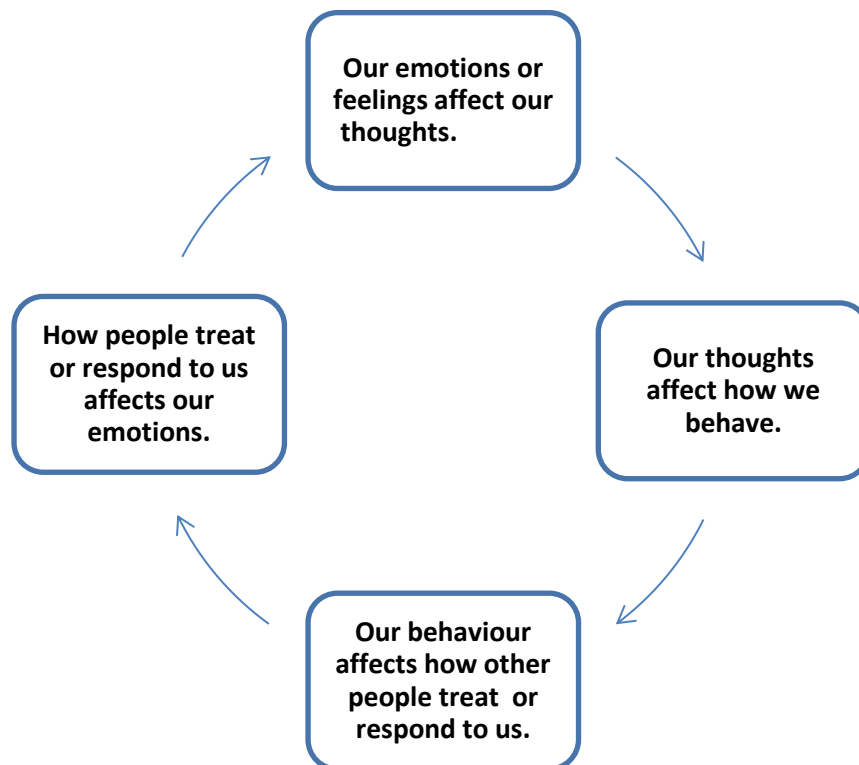 Our emotions or
feelings affect our
thoughts.
Our thoughts
affect how we
behave.
Our behaviour
affects how other
people treat or
respond to us.
How people treat
or respond to us
affects our
emotions.